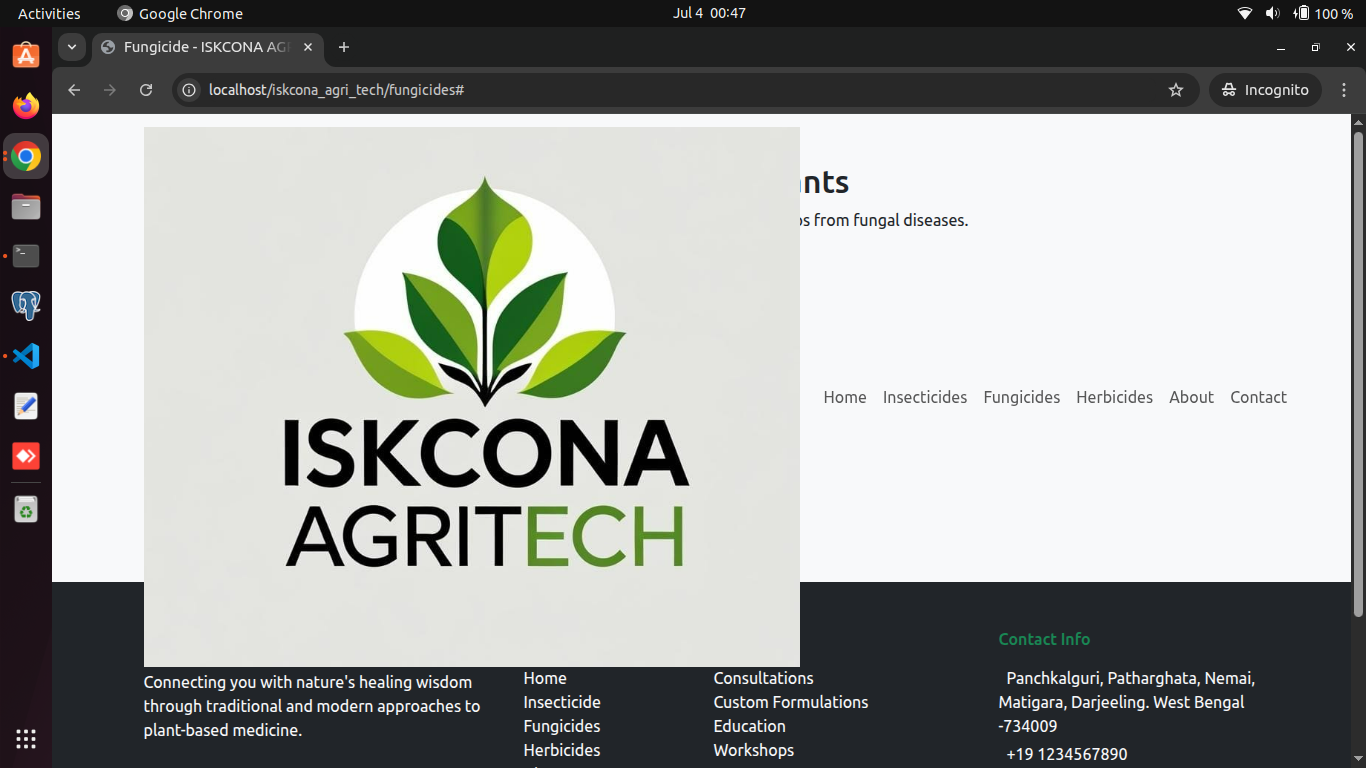 Activities
Google Chrome
Jul 4 00:47
100 %
Fungicide - ISKCONA AG
localhost/iskcona_agri_tech/fungicides#
Incognito
from fungal diseases.
Home
Insecticides
Fungicides
Herbicides
About
Contact
ISKCONA
AGRITECH
Connecting you with nature's healing wisdom
through traditional and modern approaches to
plant-based medicine.
Home
Insecticide
Fungicides
Herbicides
Consultations
Custom Formulations
Education
Workshops
Contact Info
Panchkalguri, Patharghata, Nemai,
Matigara, Darjeeling. West Bengal
-734009
+19 1234567890